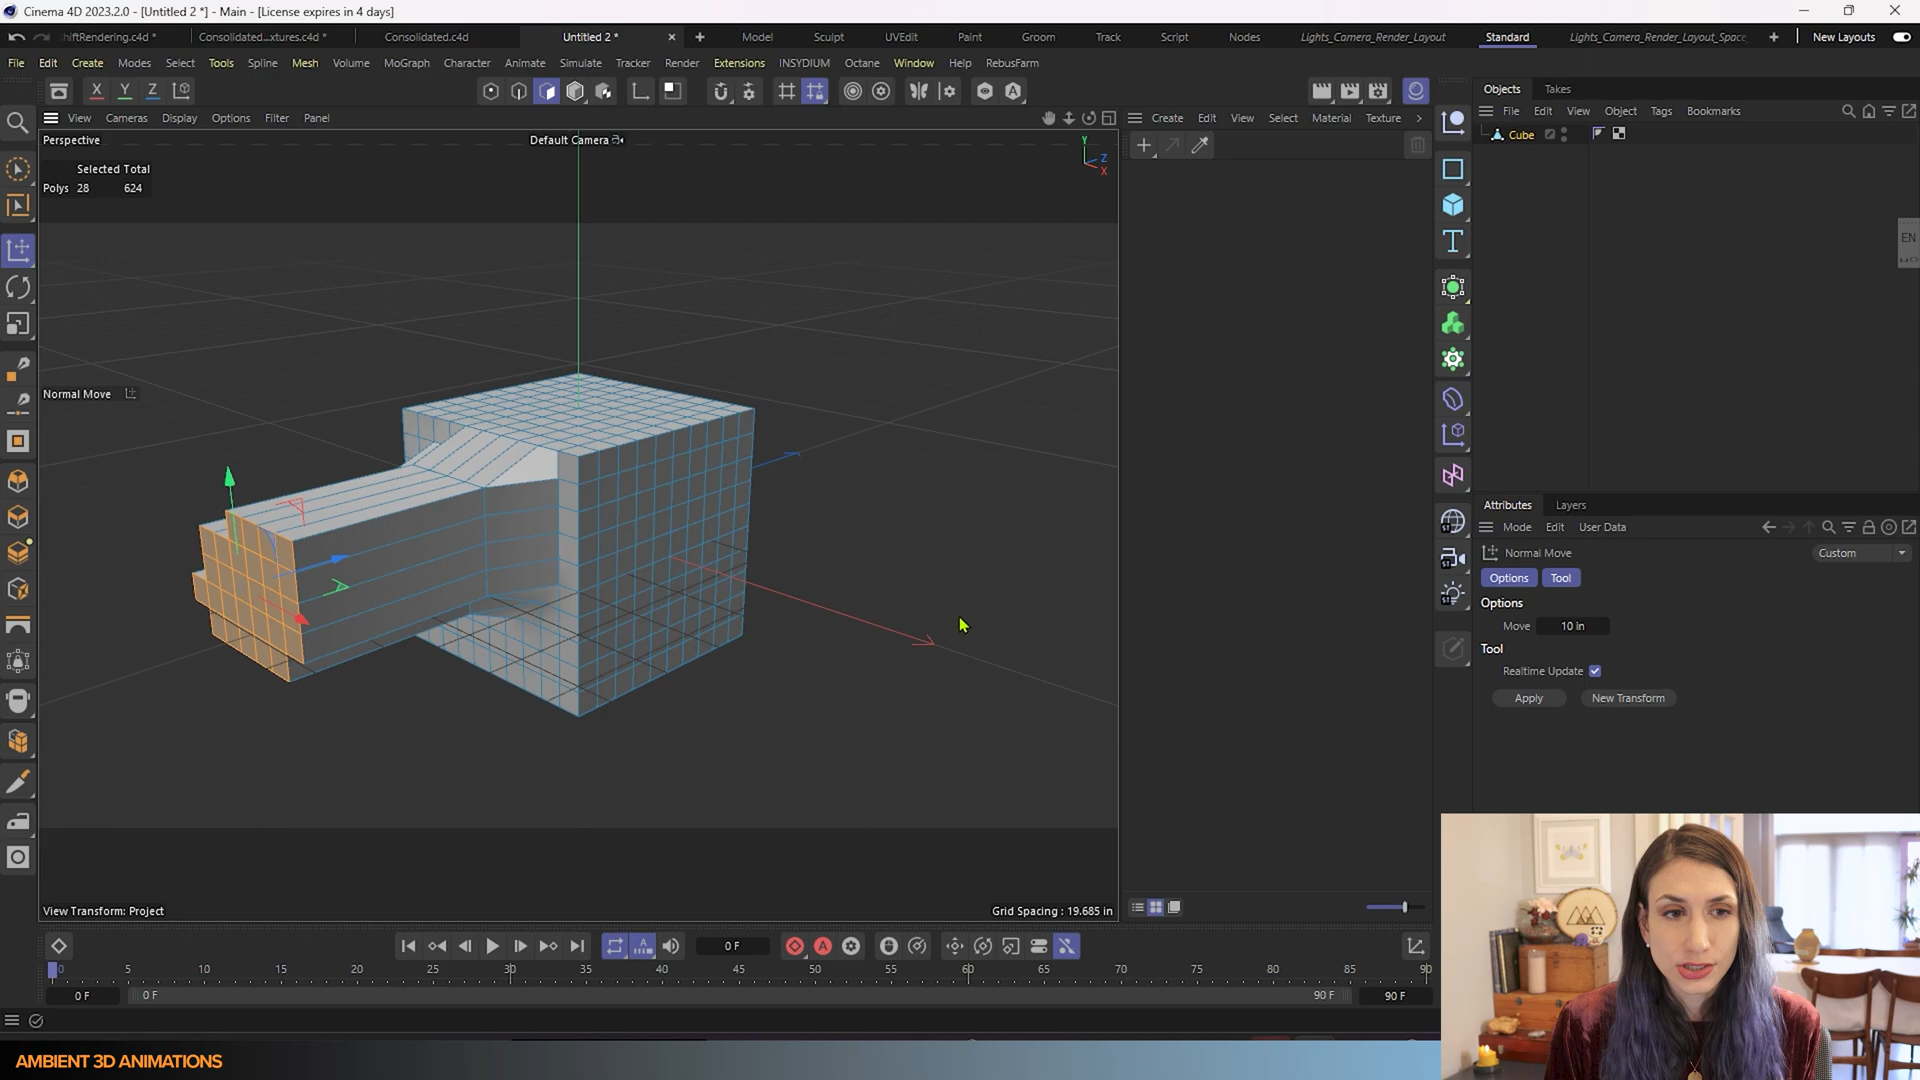 Cinema 4D 2023.2.0 - [Untitled 2 *] - Main - [License expires in 4 days]
iftRendering.c4d *
Consolidated...xtures.c4d *
Consolidated.c4d
Untitled 2 *
Model
Sculpt
UVEdit
Paint
Groom
Track
Script
Nodes
Lights_Camera_Render_Layout
Standard
Lights_Camera_Render_Layout_Space
New Layouts
File Edit Create Modes Select Tools Spline Mesh Volume MoGraph Character Animate Simulate Tracker Render Extensions INSYDIUM Octane Window Help RebusFarm
X Y Z
View Cameras Display Options Filter Panel
Create Edit View Select Material Texture
Objects Takes
File Edit View Object Tags Bookmarks
Cube
Perspective
Default Camera
Y
Z
X
Selected Total
Polys 28 624
Normal Move
EN
View Transform: Project
Grid Spacing : 19.685 in
Attributes Layers
Mode Edit User Data
Normal Move
Custom
Options Tool
Options
Move 10 in
Tool
Realtime Update
Apply New Transform
0 F
0 5 10 15 20 25 30 35 40 45 50 55 60 65 70 75 80 85 90
0 F 0 F 90 F 90 F
AMBIENT 3D ANIMATIONS